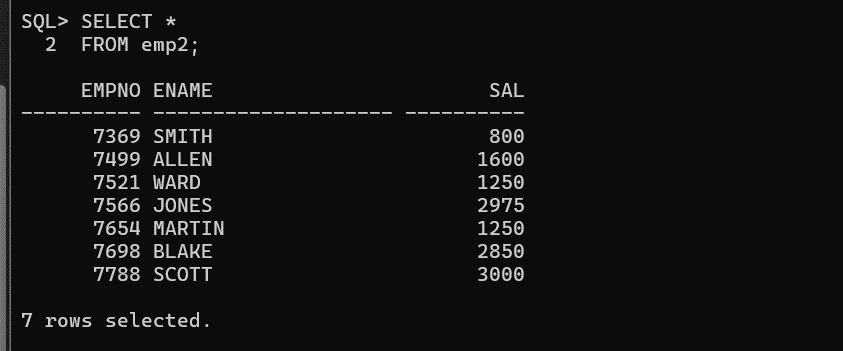 SQL> SELECT *
  2  FROM emp2;

     EMPNO ENAME                       SAL
---------- -------------------- ----------
      7369 SMITH                       800
      7499 ALLEN                      1600
      7521 WARD                       1250
      7566 JONES                      2975
      7654 MARTIN                     1250
      7698 BLAKE                      2850
      7788 SCOTT                      3000

7 rows selected.